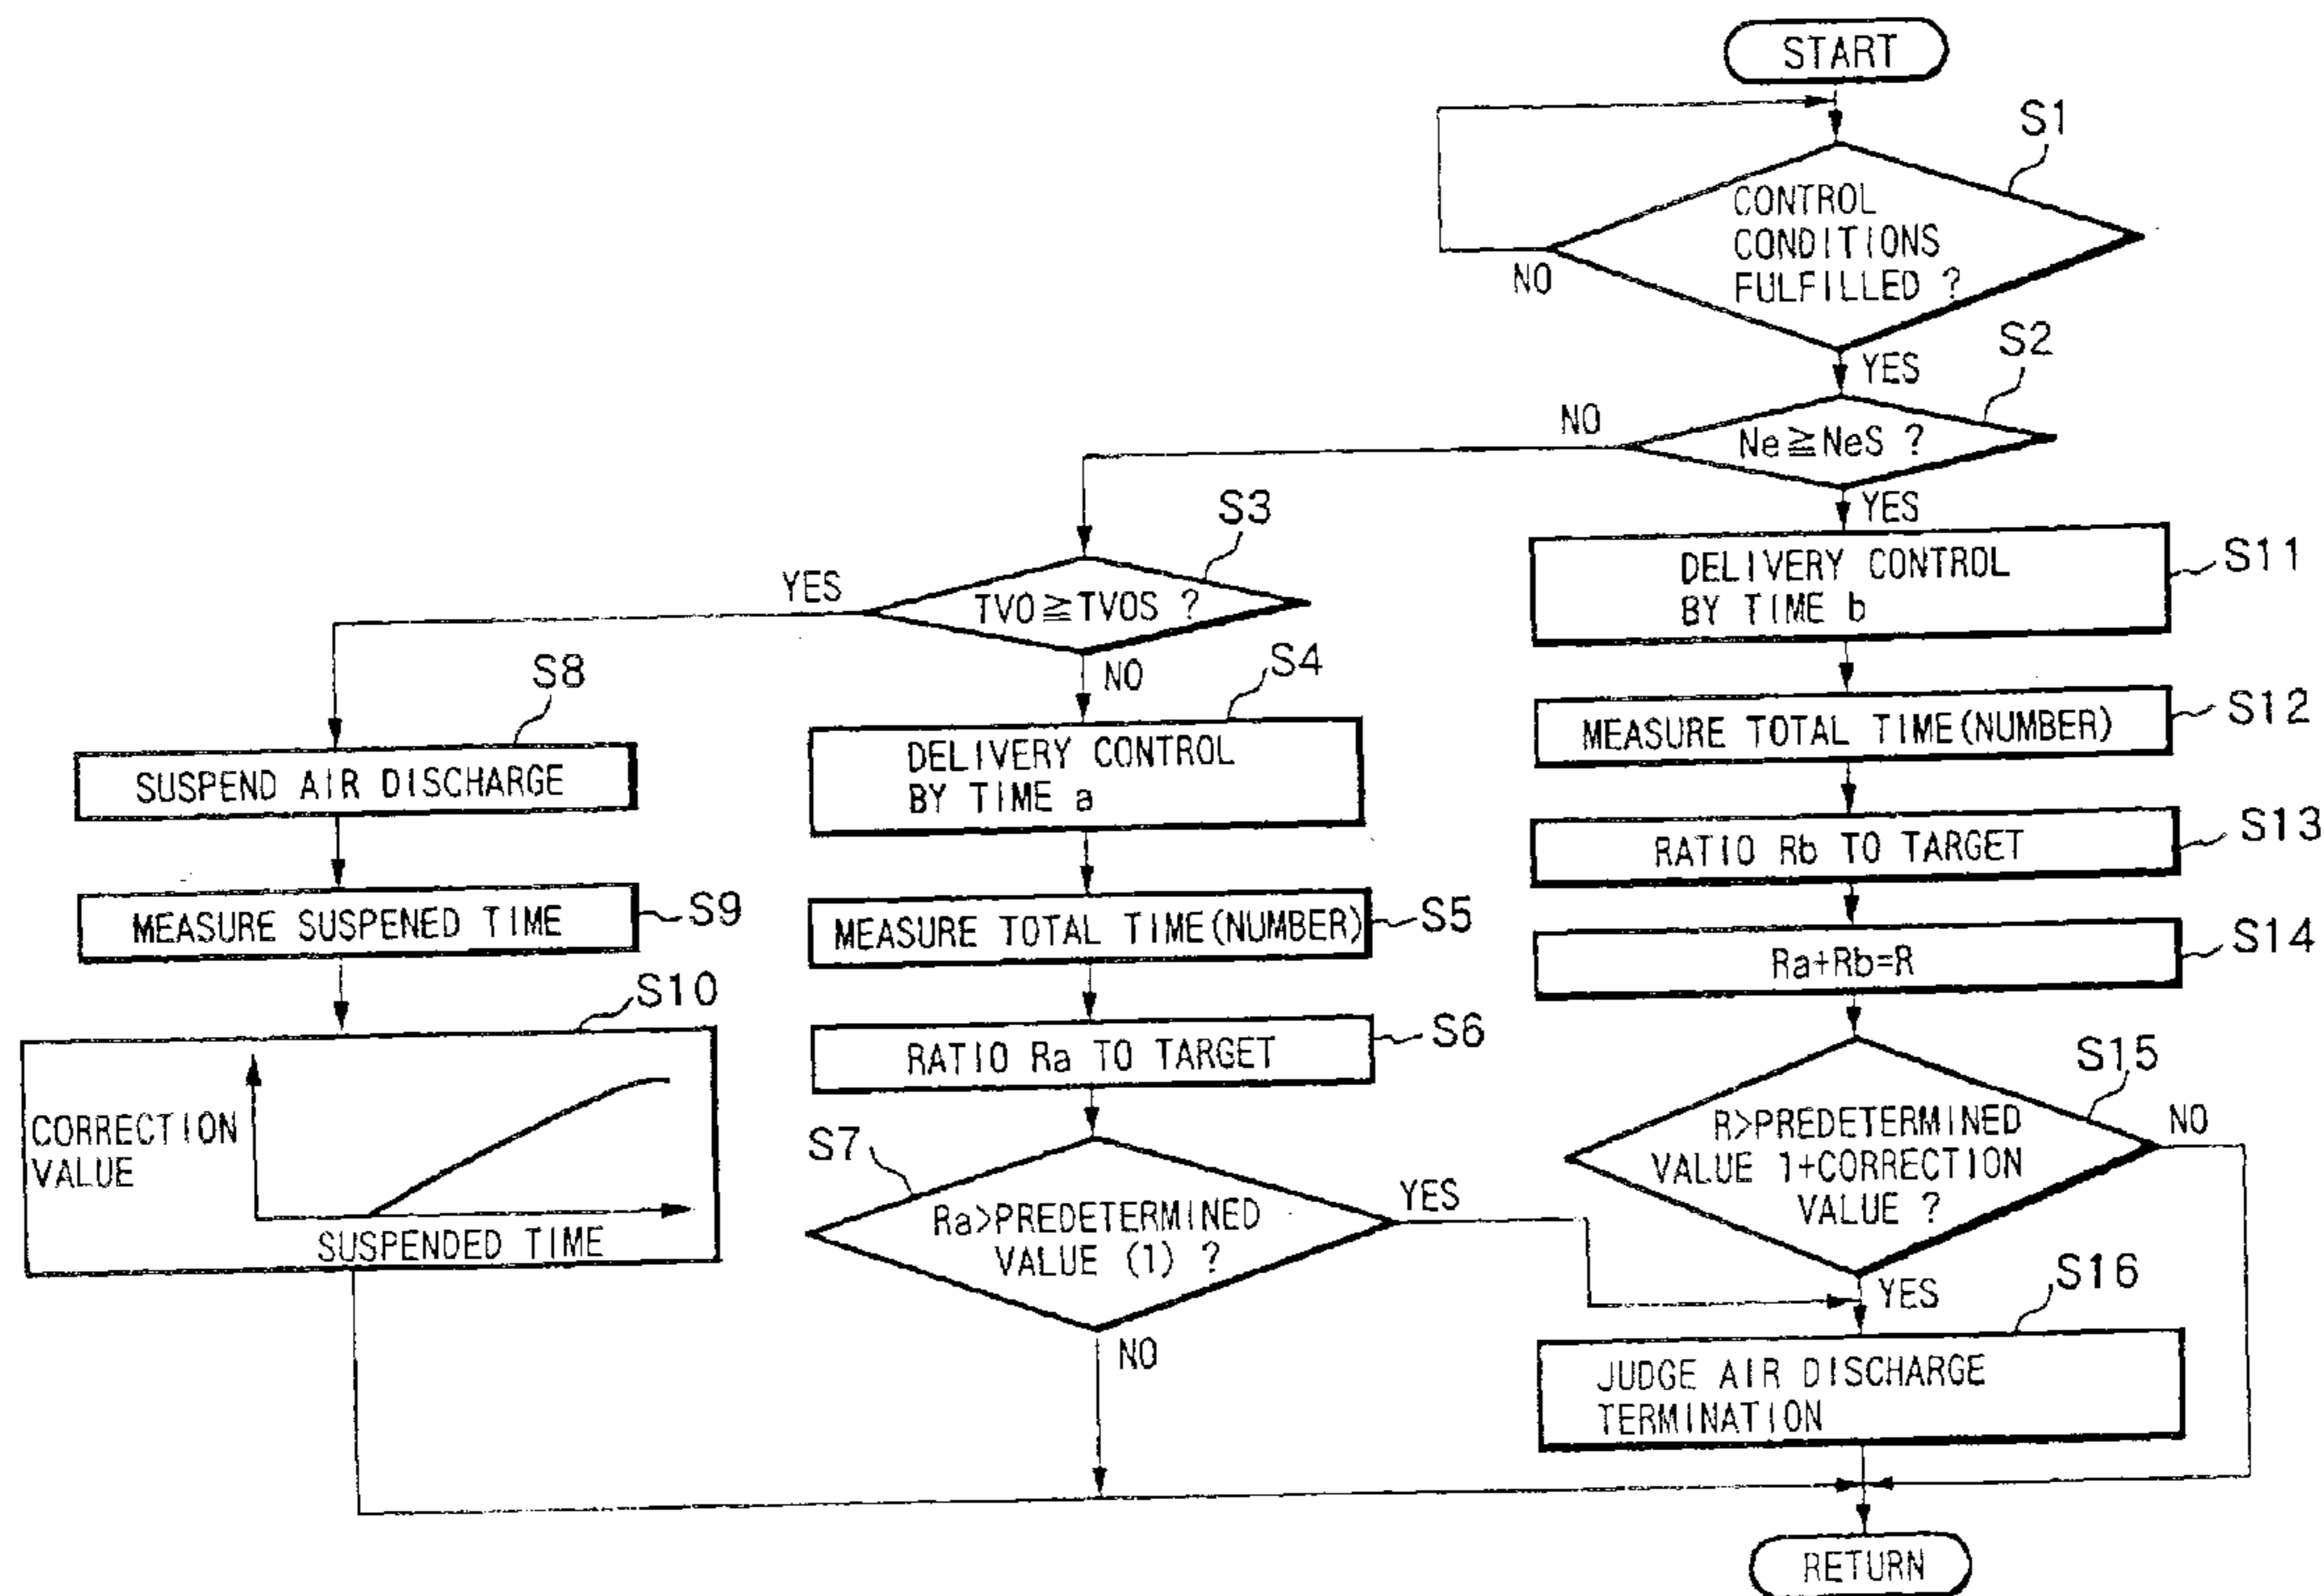 START
S1
CONTROL
CONDITIONS
FULFILLED ?
NO
YES
S2
Ne≧NeS ?
NO
YES
S3
TVO≧TVOS ?
YES
NO
S11
DELIVERY CONTROL
BY TIME b
S12
MEASURE TOTAL TIME(NUMBER)
S13
RATIO Rb TO TARGET
S14
Ra+Rb=R
S15
R>PREDETERMINED
VALUE 1+CORRECTION
VALUE ?
NO
YES
S4
DELIVERY CONTROL
BY TIME a
S5
MEASURE TOTAL TIME(NUMBER)
S6
RATIO Ra TO TARGET
S7
Ra>PREDETERMINED
VALUE (1) ?
YES
NO
S8
SUSPEND AIR DISCHARGE
S9
MEASURE SUSPENED TIME
S10
CORRECTION
VALUE
SUSPENDED TIME
S16
JUDGE AIR DISCHARGE
TERMINATION
RETURN